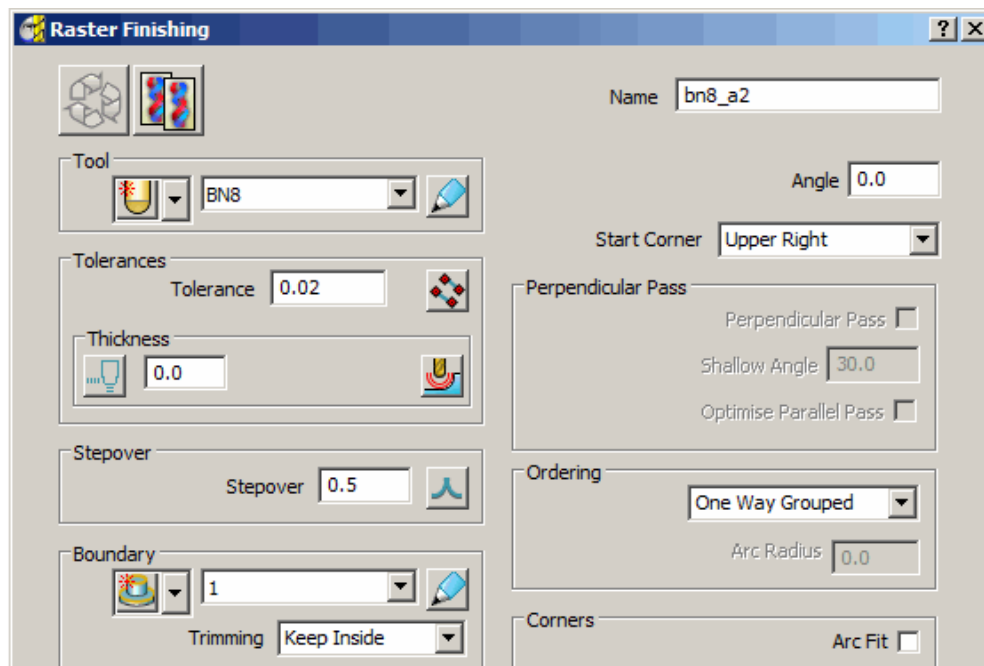 Raster Finishing
Name bn8_a2
Tool
BN8
Angle 0.0
Start Corner Upper Right
Tolerances
Tolerance 0.02
Thickness
0.0
Perpendicular Pass
Perpendicular Pass
Shallow Angle 30.0
Optimise Parallel Pass
Stepover
Stepover 0.5
Ordering
One Way Grouped
Arc Radius 0.0
Boundary
1
Trimming Keep Inside
Corners
Arc Fit